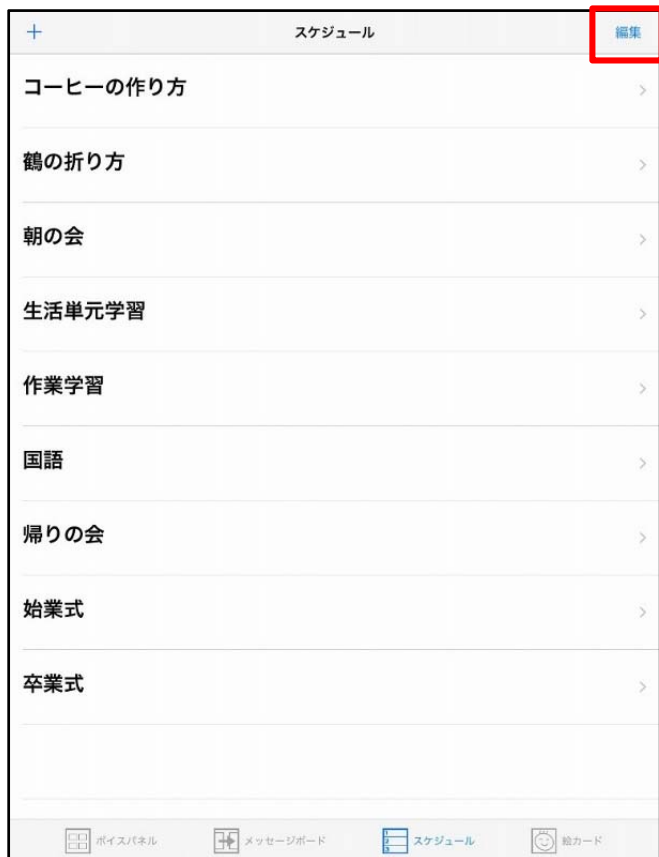 + スケジュール 編集
コーヒーの作り方
鶴の折り方
朝の会
生活単元学習
作業学習
国語
帰りの会
始業式
卒業式
ボイスパネル メッセージボード スケジュール 絵カード